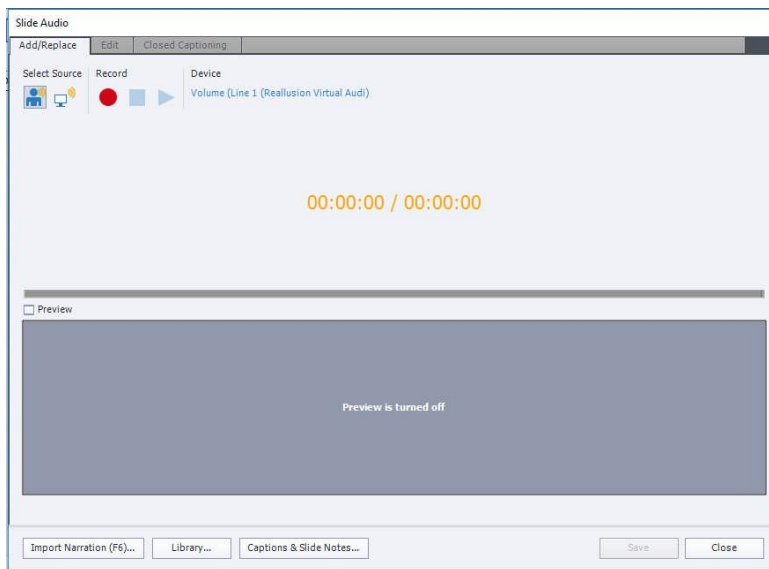 Slide Audio
Add/Replace Edit Closed Captioning
Select Source Record Device
Volume (Line 1 (Reallusion Virtual Audi)
00:00:00 / 00:00:00
Preview
Preview is turned off
Import Narration (F6)... Library... Captions & Slide Notes... Save Close